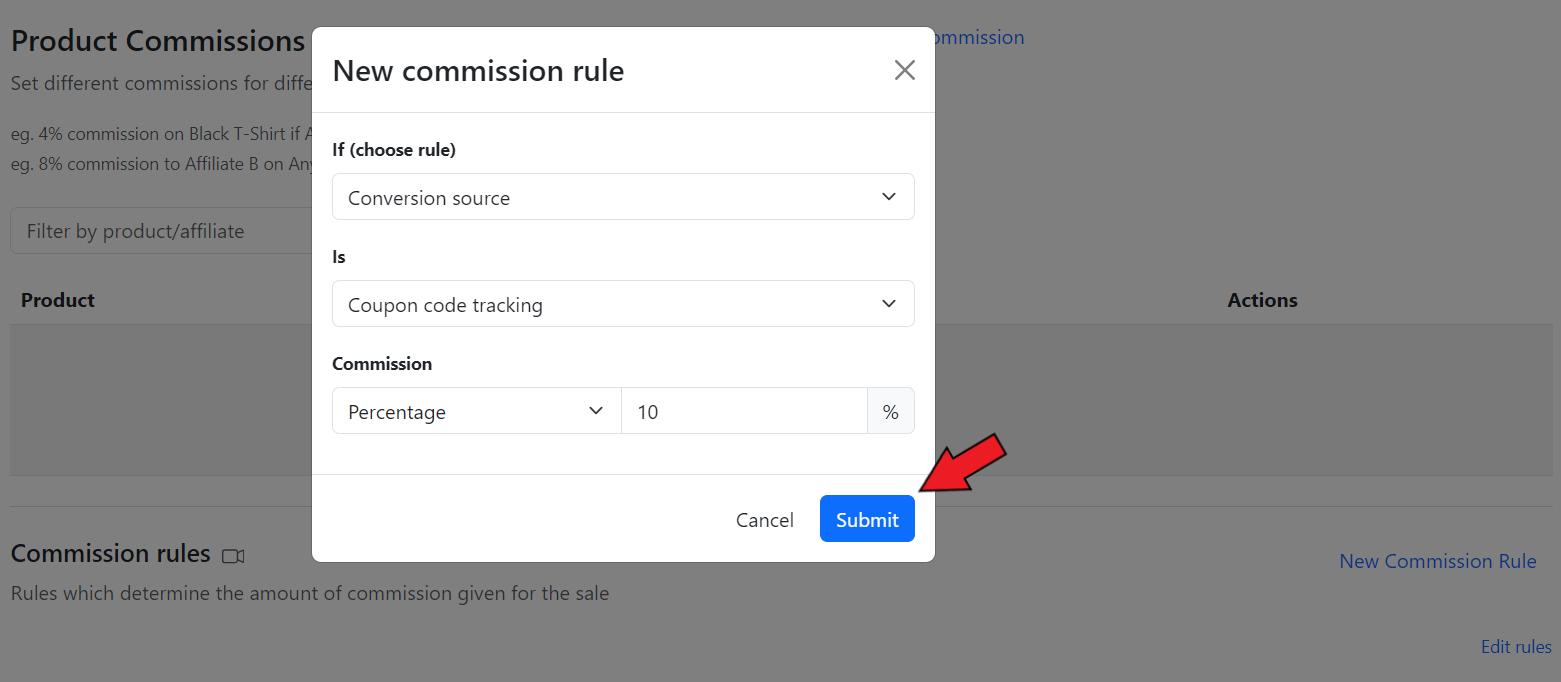 Product Commissions
ommission
Set different commissions for diffe
eg. 4% commission on Black T-Shirt if A
eg. 8% commission to Affiliate B on Any
Filter by product/affiliate
Product
Actions
New commission rule
If (choose rule)
Conversion source
Is
Coupon code tracking
Commission
Percentage
10
%
Cancel
Submit
Commission rules
New Commission Rule
Rules which determine the amount of commission given for the sale
Edit rules